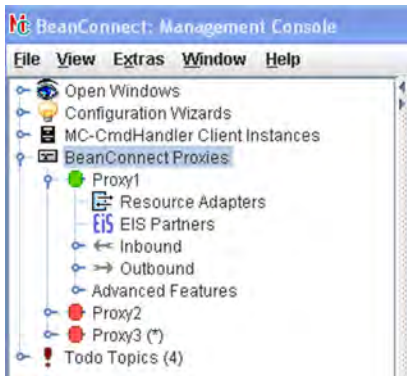 BeanConnect: Management Console
File View Extras Window Help
Open Windows
Configuration Wizards
MC-CmdHandler Client Instances
BeanConnect Proxies
Proxy1
Resource Adapters
EiS EIS Partners
Inbound
Outbound
Advanced Features
Proxy2
Proxy3 (*)
Todo Topics (4)